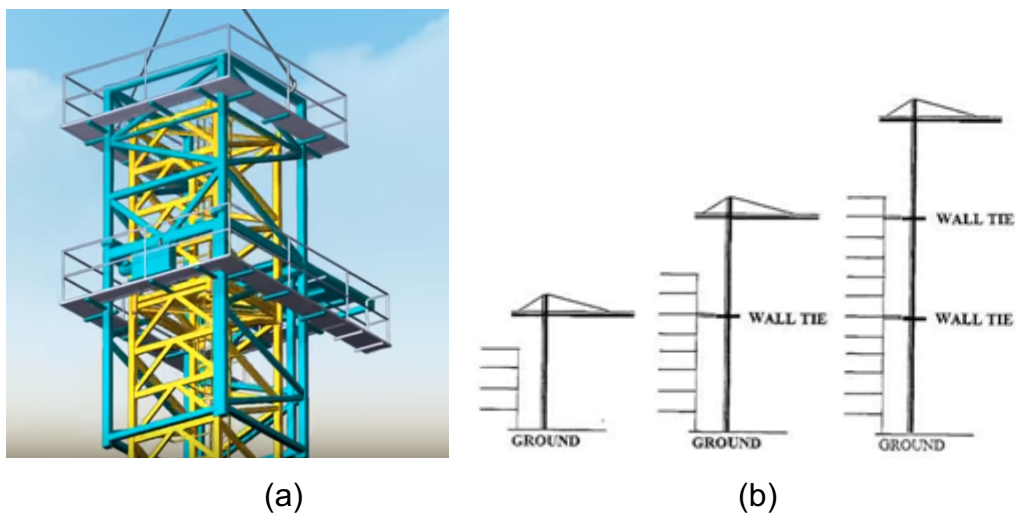 WALL TIE
WALL TIE
WALL TIE
GROUND
GROUND
GROUND
(a)
(b)